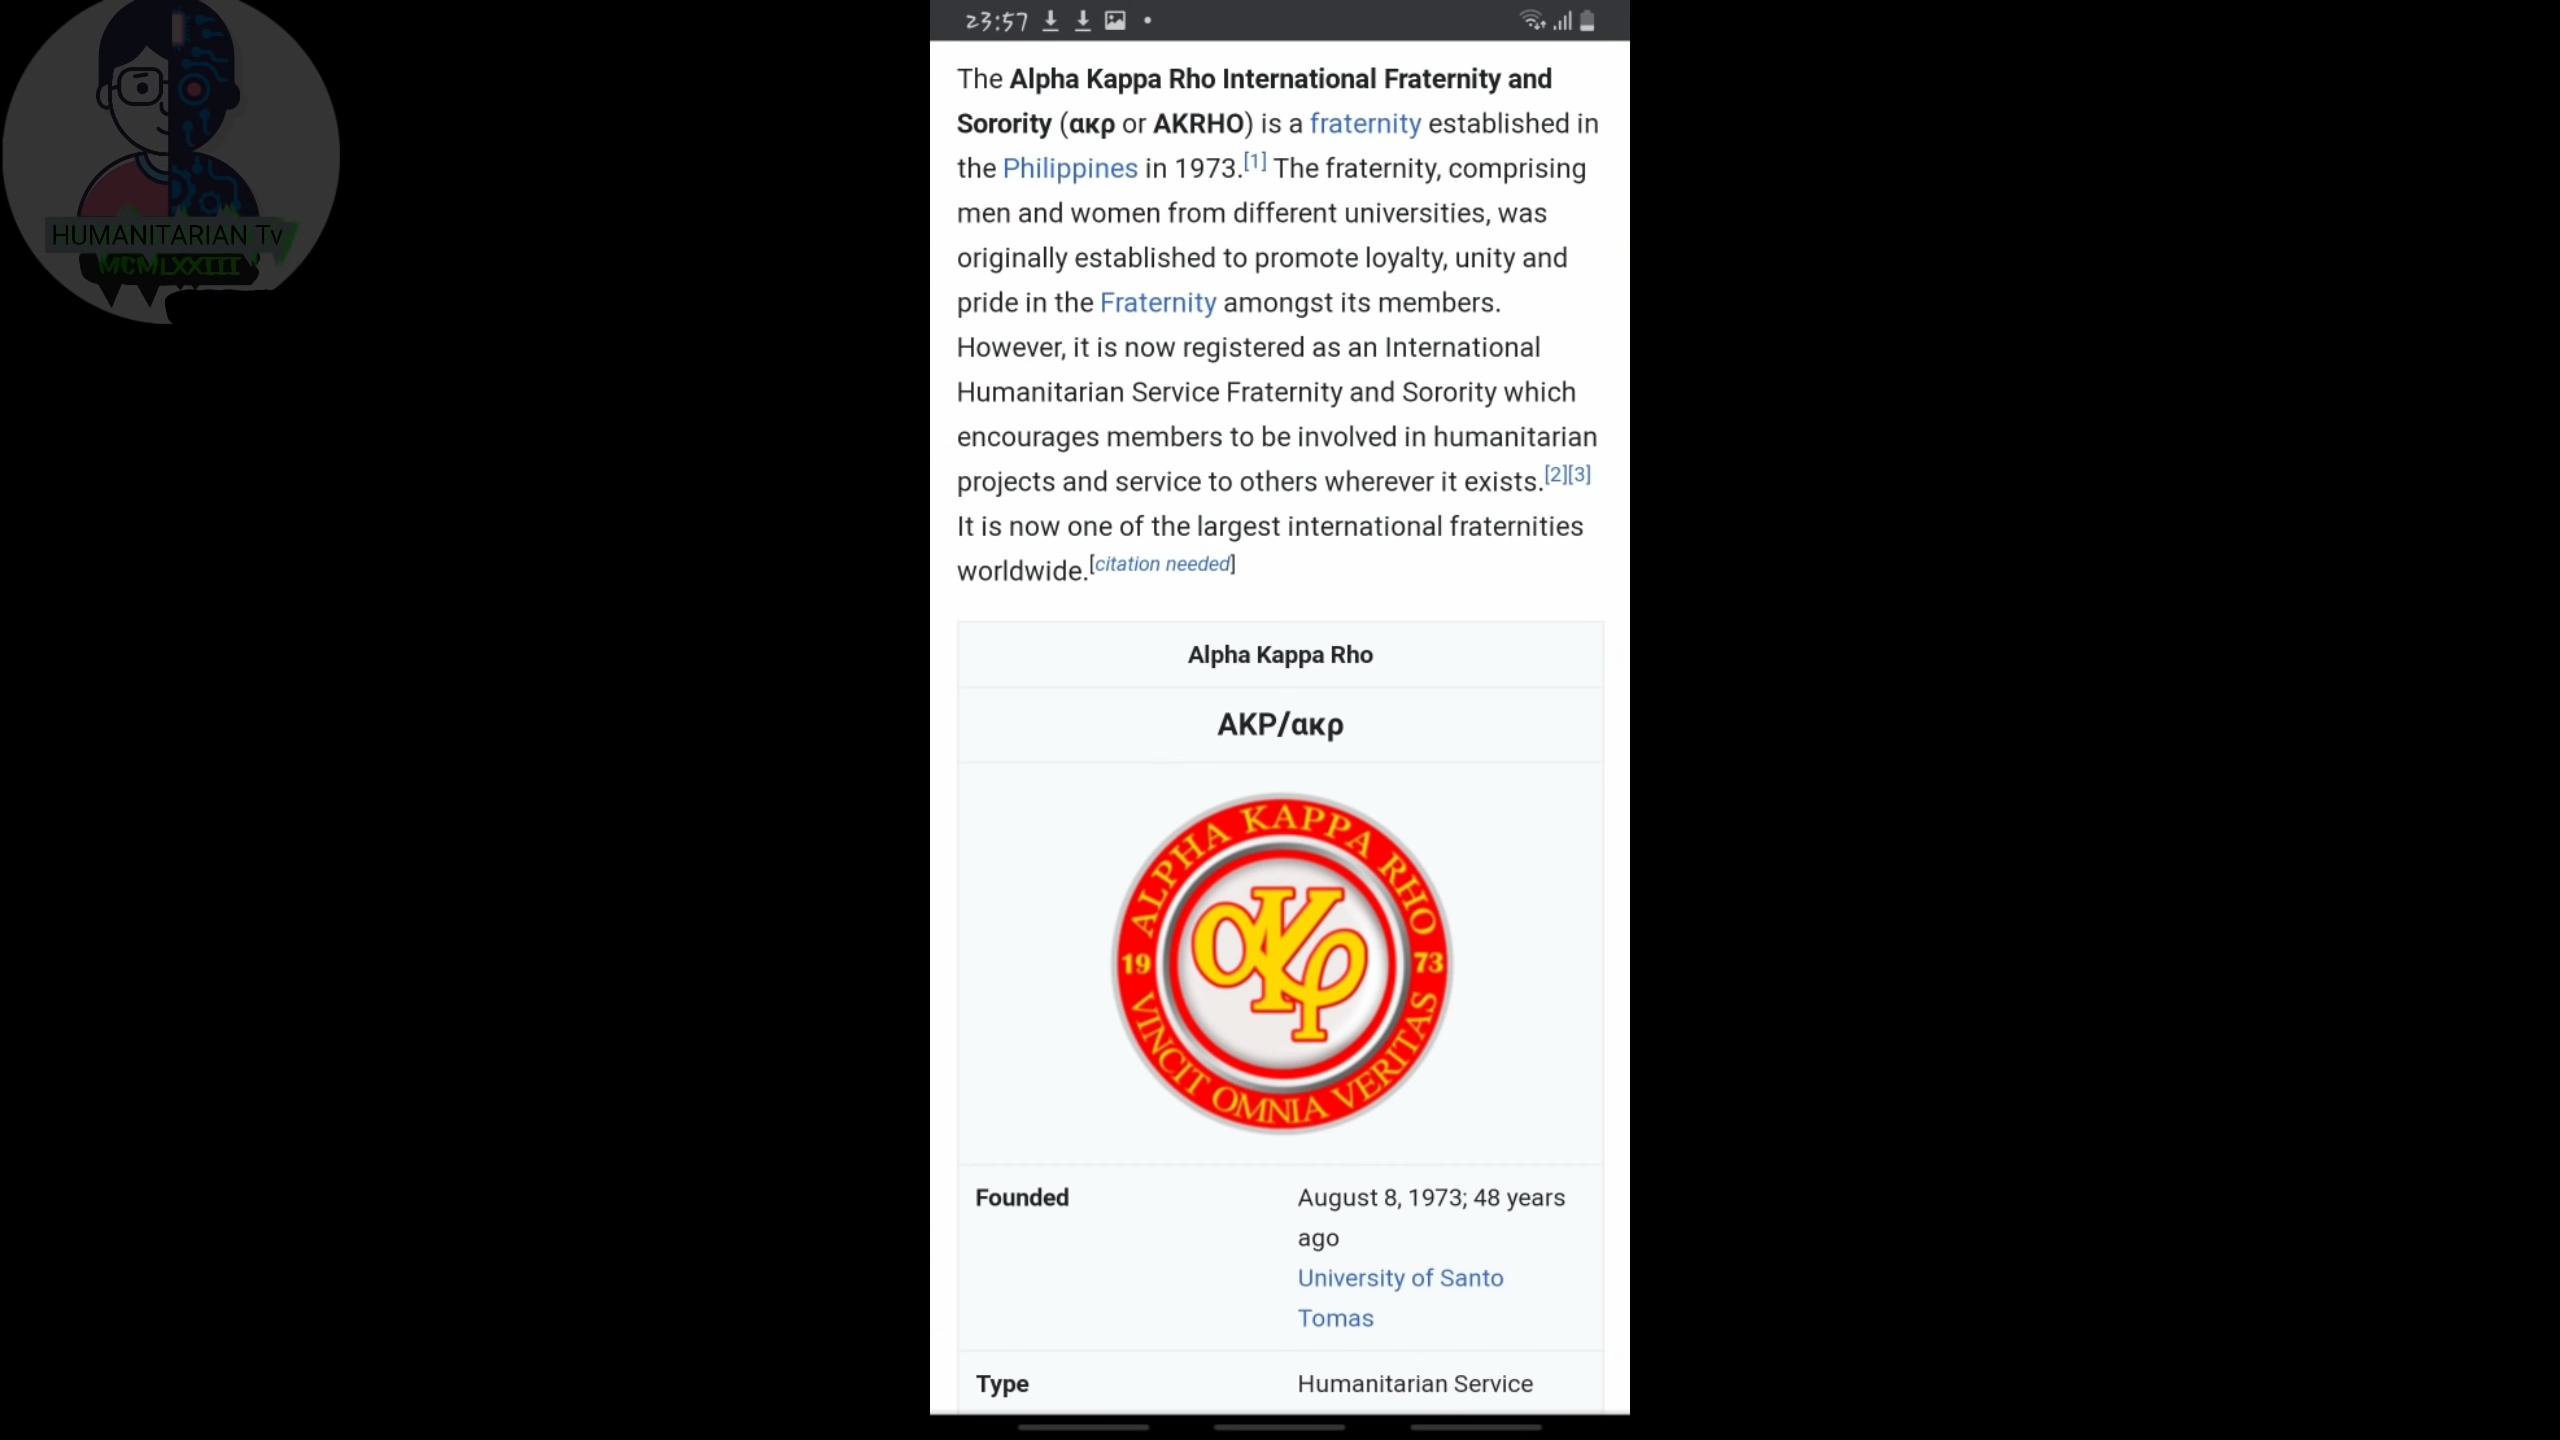 HUMANITARIAN Tv
MCMLXXIII
23:57
The Alpha Kappa Rho International Fraternity and
Sorority (ακρ or AKRHO) is a fraternity established in
the Philippines in 1973.[1] The fraternity, comprising
men and women from different universities, was
originally established to promote loyalty, unity and
pride in the Fraternity amongst its members.
However, it is now registered as an International
Humanitarian Service Fraternity and Sorority which
encourages members to be involved in humanitarian
projects and service to others wherever it exists.[2][3]
It is now one of the largest international fraternities
worldwide.[citation needed]
Alpha Kappa Rho
ΑΚΡ/ακρ
ALPHA KAPPA RHO
19 73
ακρ
VINCIT OMNIA VERITAS
Founded August 8, 1973; 48 years
ago
University of Santo
Tomas
Type Humanitarian Service